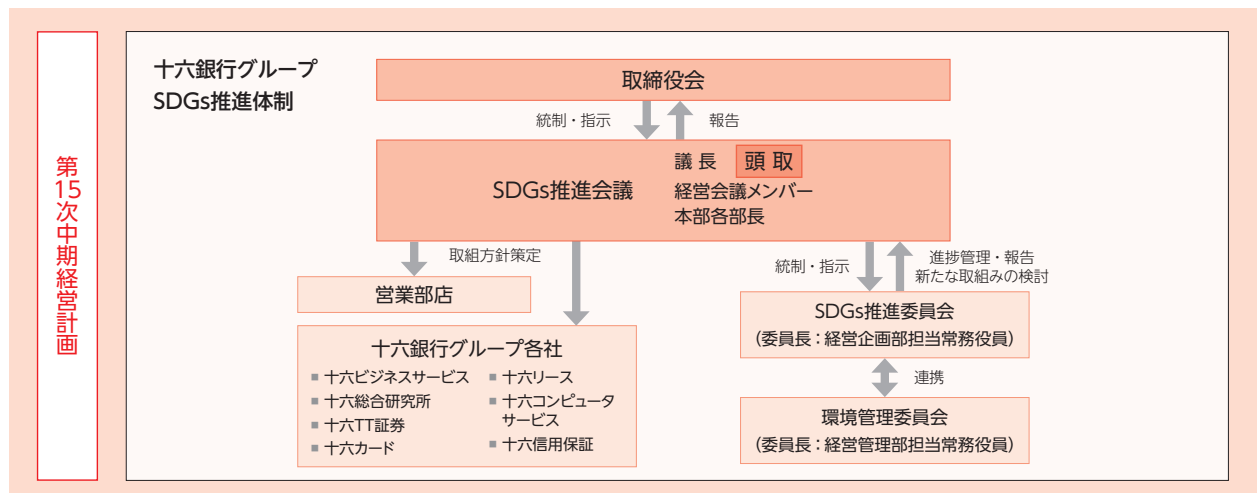 第15次中期経営計画
十六銀行グループ
SDGs推進体制
取締役会
統制・指示
報告
SDGs推進会議
議 長 頭 取
経営会議メンバー
本部各部長
取組方針策定
統制・指示
進捗管理・報告
新たな取組みの検討
営業部店
十六銀行グループ各社
■ 十六ビジネスサービス
■ 十六総合研究所
■ 十六TT証券
■ 十六カード
■ 十六リース
■ 十六コンピュータ
サービス
■ 十六信用保証
SDGs推進委員会
（委員長：経営企画部担当常務役員）
連携
環境管理委員会
（委員長：経営管理部担当常務役員）